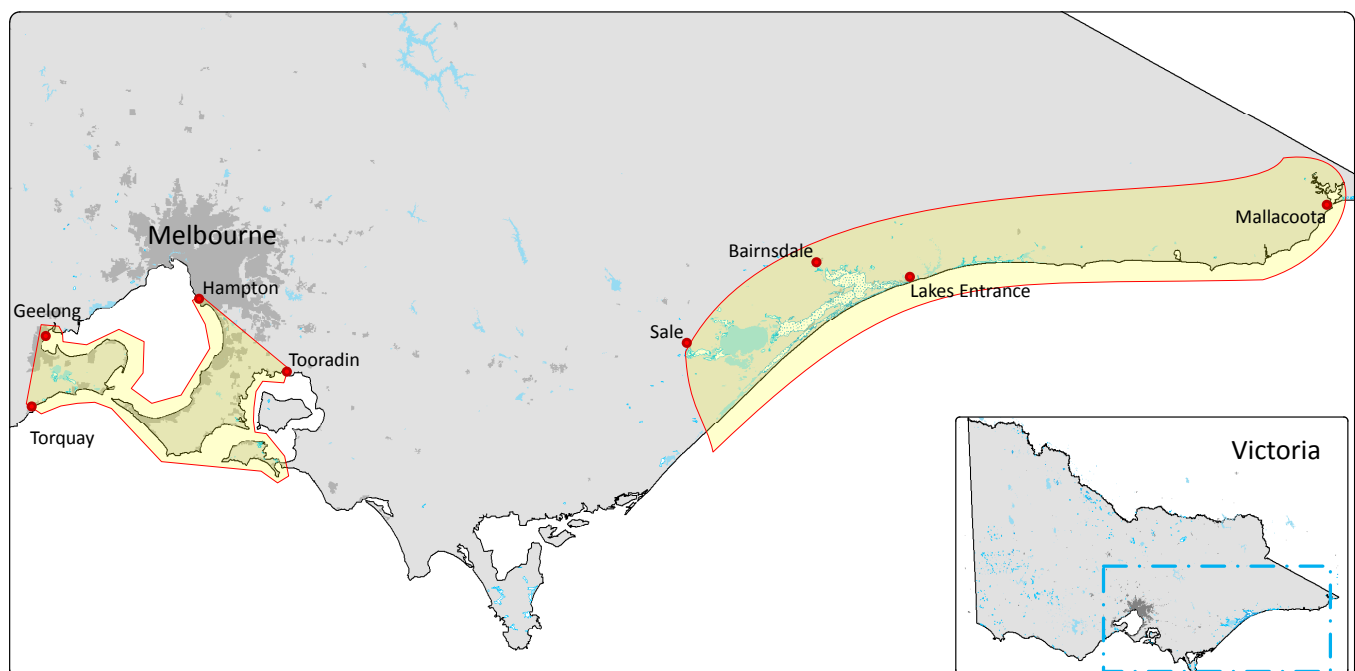 Melbourne
Hampton
Geelong
Tooradin
Torquay
Bairnsdale
Sale
Lakes Entrance
Mallacoota
Victoria